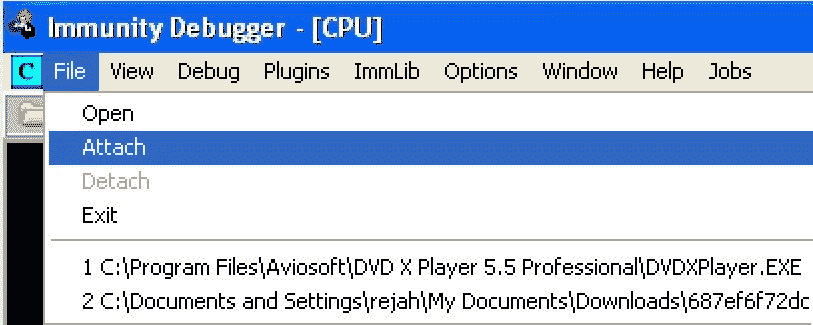 Immunity Debugger - [CPU]
C File View Debug Plugins ImmLib Options Window Help Jobs
Open
Attach
Detach
Exit
1 C:\Program Files\Aviosoft\DVD X Player 5.5 Professional\DVDXPlayer.EXE
2 C:\Documents and Settings\rejah\My Documents\Downloads\687ef6f72dc